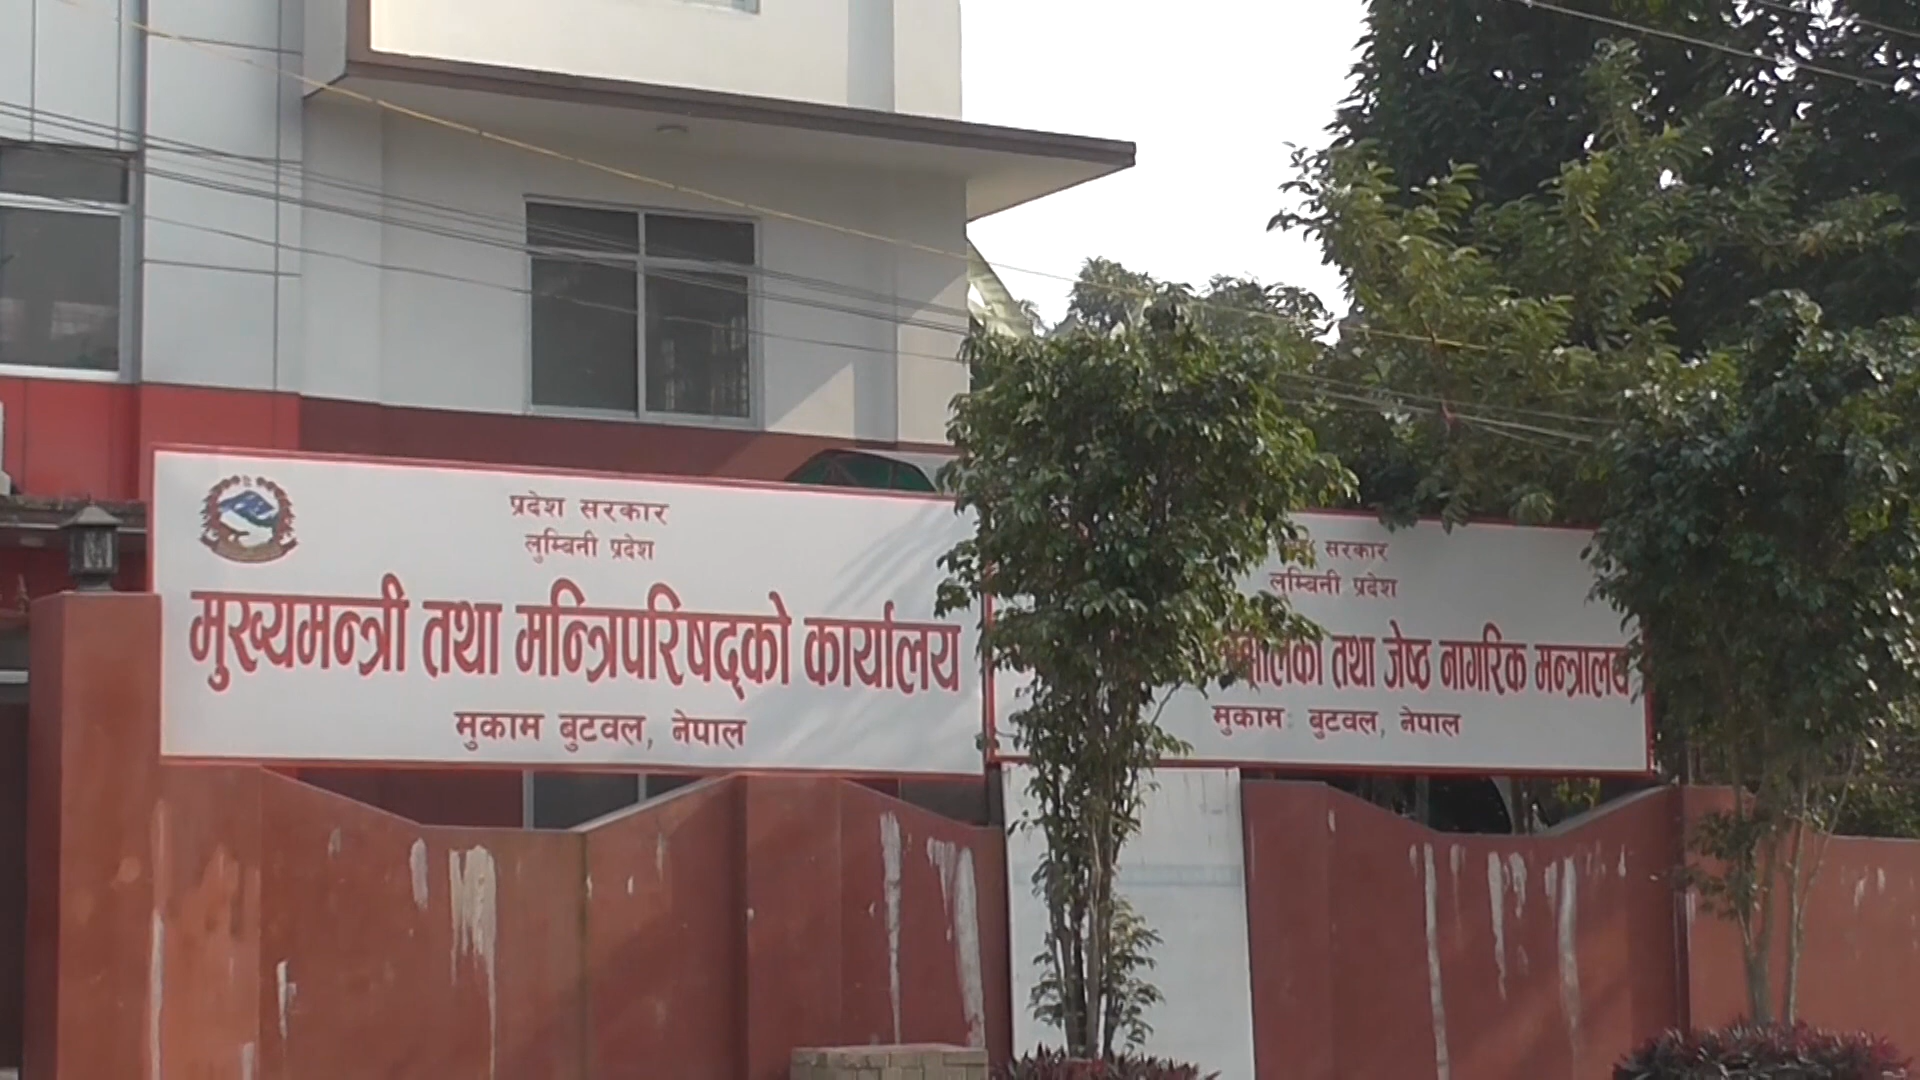 प्रदेश सरकार
लुम्बिनी प्रदेश
मुख्यमन्त्री तथा मन्त्रिपरिषद्को कार्यालय
मुकाम बुटवल, नेपाल
सरकार
लुम्बिनी प्रदेश
तथा जेष्ठ नागरिक मन्त्रालय
मुकामः बुटवल, नेपाल